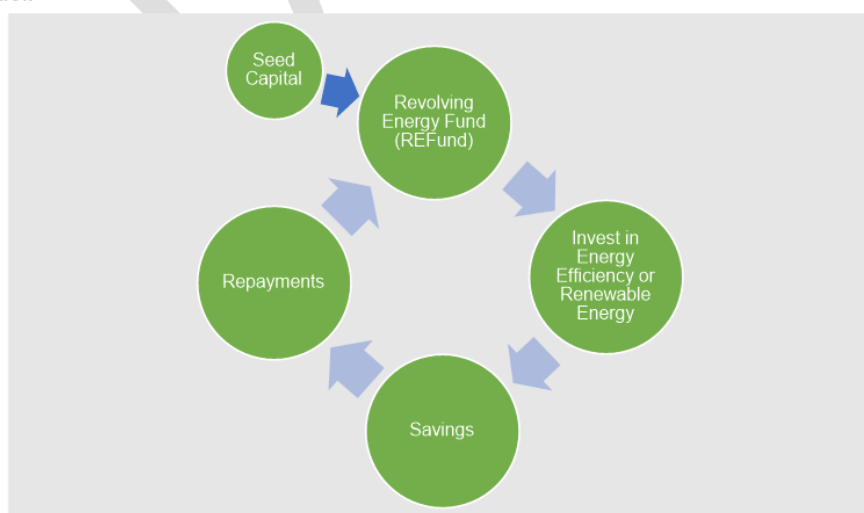 Seed
Capital
Revolving
Energy Fund
(REFund)
Invest in
Energy
Efficiency or
Renewable
Energy
Savings
Repayments